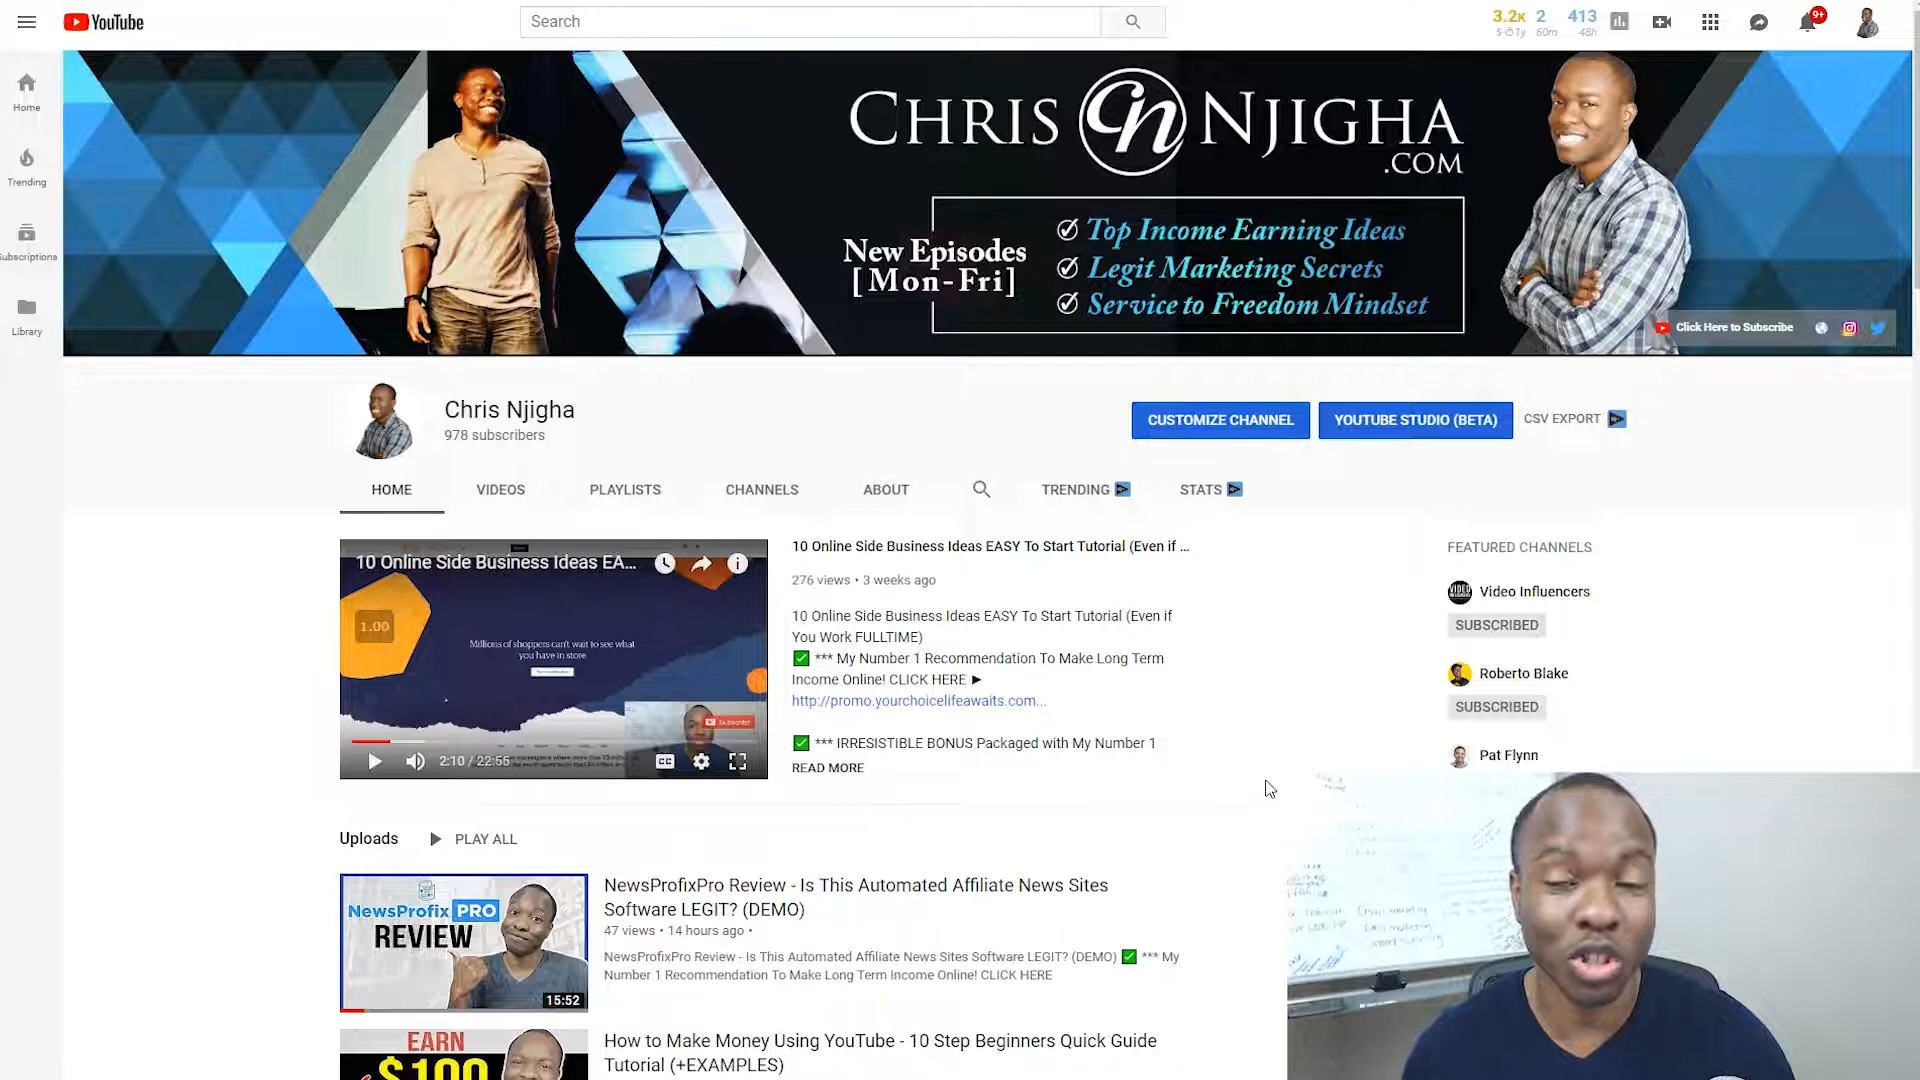 YouTube
Search
3.2K 2 413
60m 48h
9+
Home
Trending
Subscriptions
Library
CHRIS cn NJIGHA
.COM
New Episodes
[Mon-Fri]
Top Income Earning Ideas
Legit Marketing Secrets
Service to Freedom Mindset
Click Here to Subscribe
Chris Njigha
978 subscribers
CUSTOMIZE CHANNEL
YOUTUBE STUDIO (BETA)
CSV EXPORT
HOME VIDEOS PLAYLISTS CHANNELS ABOUT TRENDING STATS
10 Online Side Business Ideas EA...
1.00
Millions of shoppers can't wait to see what
you have in store
Subscribe
2:10 / 22:55
CC
10 Online Side Business Ideas EASY To Start Tutorial (Even if ...
276 views • 3 weeks ago
10 Online Side Business Ideas EASY To Start Tutorial (Even if
You Work FULLTIME)
✅ *** My Number 1 Recommendation To Make Long Term
Income Online! CLICK HERE ►
http://promo.yourchoicelifeawaits.com...
✅ *** IRRESISTIBLE BONUS Packaged with My Number 1
READ MORE
FEATURED CHANNELS
Video Influencers
SUBSCRIBED
Roberto Blake
SUBSCRIBED
Pat Flynn
Uploads PLAY ALL
NewsProfix PRO
REVIEW
15:52
NewsProfixPro Review - Is This Automated Affiliate News Sites
Software LEGIT? (DEMO)
47 views • 14 hours ago •
NewsProfixPro Review - Is This Automated Affiliate News Sites Software LEGIT? (DEMO) ✅ *** My
Number 1 Recommendation To Make Long Term Income Online! CLICK HERE
EARN
$100
How to Make Money Using YouTube - 10 Step Beginners Quick Guide
Tutorial (+EXAMPLES)